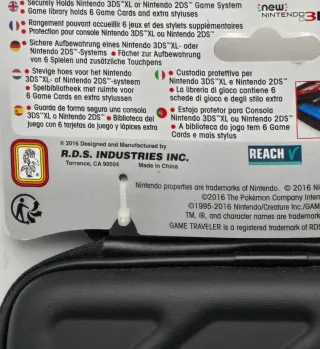 • Securely Holds Nintendo 3DS™XL or Nintendo 2DS™ Game System
• Game library holds 6 Game Cards and extra styluses
new
NINTENDO 3
• Rangement pouvant accueillir 6 jeux et des stylets supplémentaires
• Protection pour console Nintendo 3DS™XL ou Nintendo 2DS™
• Sichere Aufbewahrung eines Nintendo 3DS™XL- oder
Nintendo 2DS™-Systems • Fächer zur Aufbewahrung
von 6 Spielen und zusätzliche Touchpens
• Stevige hoes voor het Nintendo
3DS™XL- of Nintendo 2DS™-systeem
• Spelbibliotheek met ruimte voor
6 Game Cards en extra stylussen
• Custodia protettiva per
Nintendo 3DS™XL e Nintendo 2DS™
• La libreria di gioco contiene 6
schede di gioco e degli stilo extra
• Guarda de forma segura una consola
3DS™XL o Nintendo 2DS™ • Biblioteca del
juego con 6 tarjetas de juego y lápices extra
• Estojo protetor para Consola
Nintendo 3DS™XL ou Nintendo 2DS™
• A biblioteca do jogo tem 6 Game
Cards e mais stylus
© 2016 Designed and Manufactured by
R.D.S. INDUSTRIES INC.
Torrance, CA 90504 Made in China
REACH
Nintendo properties are trademarks of Nintendo. © 2016 Ni
©2016 The Pokémon Company Intern
©1995-2016 Nintendo/Creature Inc./GAM
TM, ®, and character names are trademark
GAME TRAVELER is a registered trademark of RDS